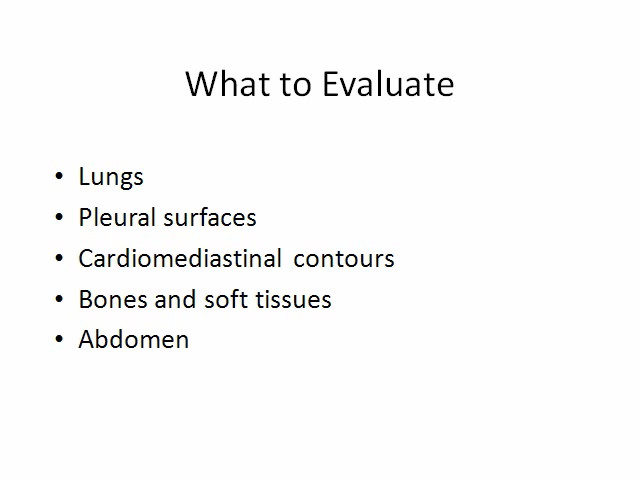 What to Evaluate
• Lungs
• Pleural surfaces
• Cardiomediastinal contours
• Bones and soft tissues
• Abdomen